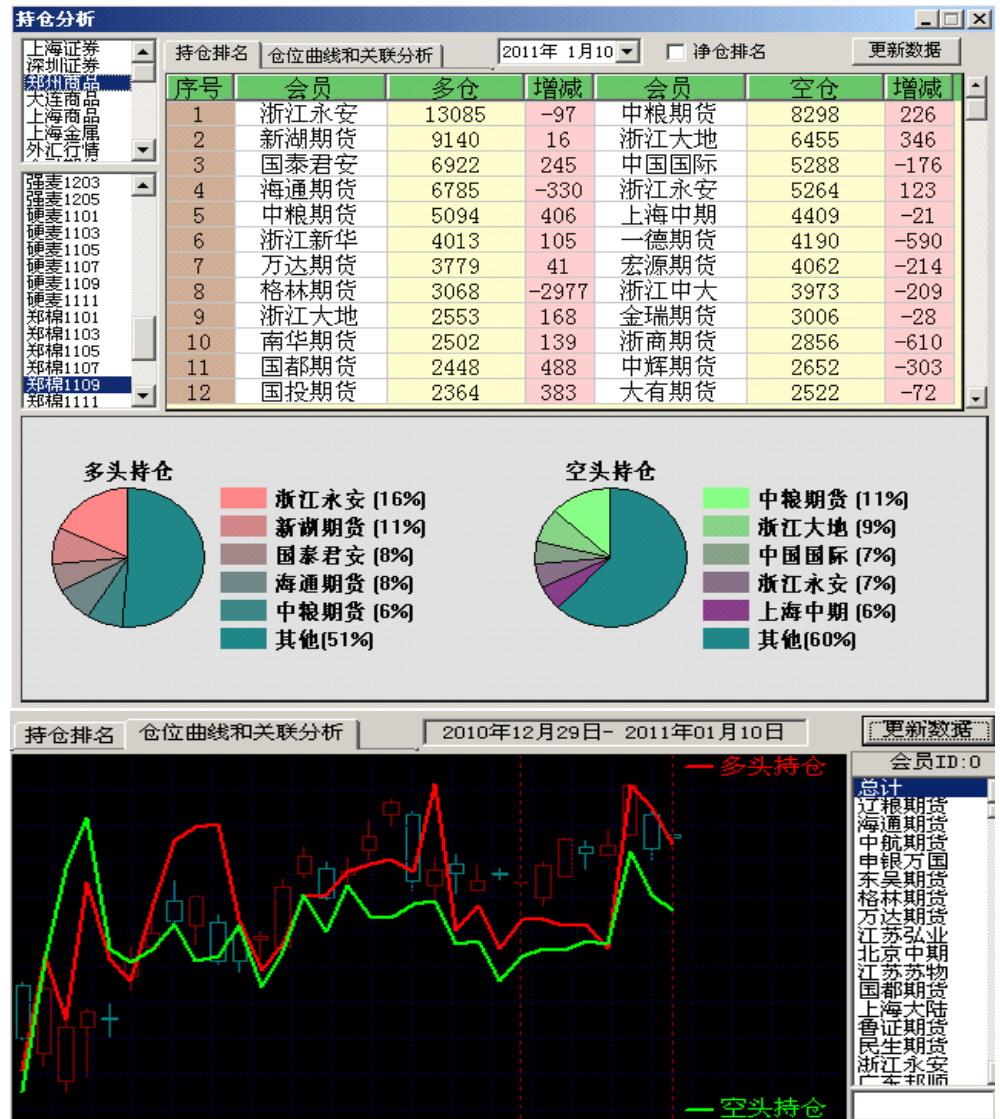 持仓分析
上海证券
深圳证券
郑州商品
大连商品
上海商品
上海金属
外汇行情
强麦1203
强麦1205
硬麦1101
硬麦1103
硬麦1105
硬麦1107
硬麦1109
硬麦1111
郑棉1101
郑棉1103
郑棉1105
郑棉1107
郑棉1109
郑棉1111
持仓排名 仓位曲线和关联分析 2011年 1月10 净仓排名 更新数据
序号 会员 多仓 增减 会员 空仓 增减
1 浙江永安 13085 -97 中粮期货 8298 226
2 新湖期货 9140 16 浙江大地 6455 346
3 国泰君安 6922 245 中国国际 5288 -176
4 海通期货 6785 -330 浙江永安 5264 123
5 中粮期货 5094 406 上海中期 4409 -21
6 浙江新华 4013 105 一德期货 4190 -590
7 万达期货 3779 41 宏源期货 4062 -214
8 格林期货 3068 -2977 浙江中大 3973 -209
9 浙江大地 2553 168 金瑞期货 3006 -28
10 南华期货 2502 139 浙商期货 2856 -610
11 国都期货 2448 488 中辉期货 2652 -303
12 国投期货 2364 383 大有期货 2522 -72
多头持仓
浙江永安 (16%)
新湖期货 (11%)
国泰君安 (8%)
海通期货 (8%)
中粮期货 (6%)
其他(51%)
空头持仓
中粮期货 (11%)
浙江大地 (9%)
中国国际 (7%)
浙江永安 (7%)
上海中期 (6%)
其他(60%)
持仓排名 仓位曲线和关联分析 2010年12月29日- 2011年01月10日 更新数据
多头持仓
空头持仓
会员ID:0
总计
辽粮期货
海通期货
中航期货
申银万国
东吴期货
格林期货
万达期货
江苏弘业
北京中期
江苏苏物
国都期货
上海大陆
鲁证期货
民生期货
浙江永安